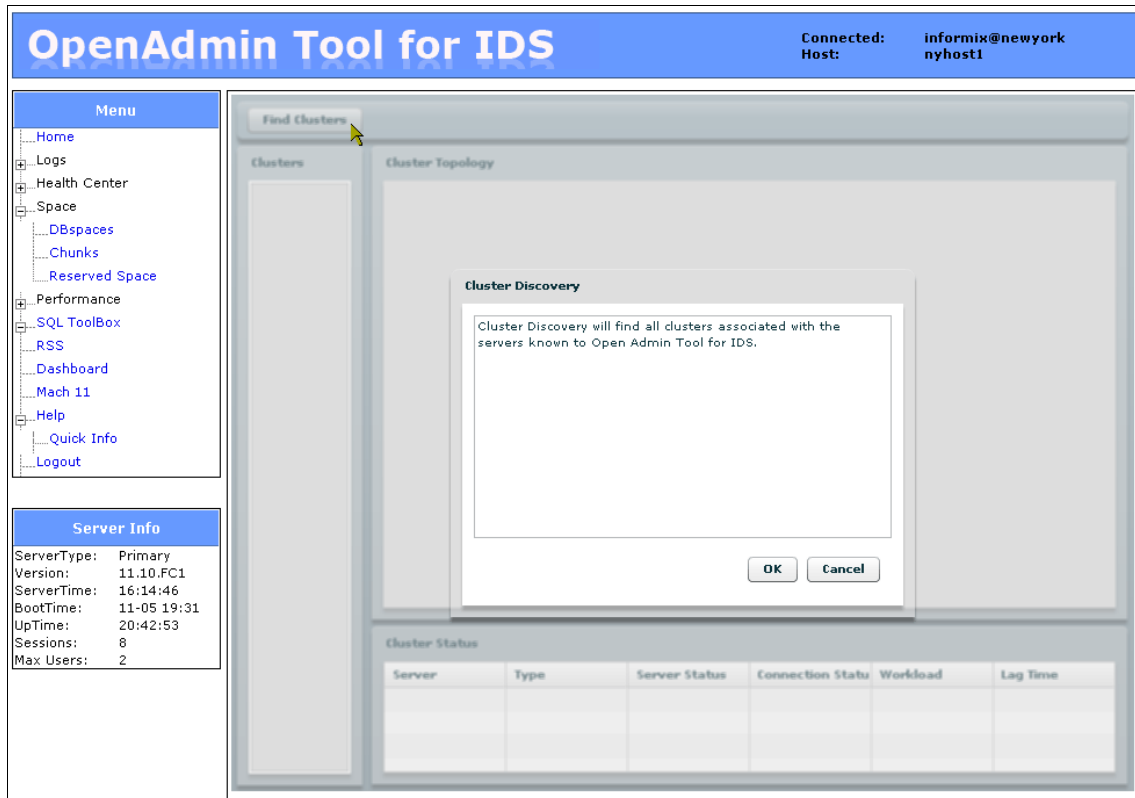 OpenAdmin Tool for IDS
Connected: informix@newyork
Host: nyhost1
Menu
Home
Logs
Health Center
Space
DBspaces
Chunks
Reserved Space
Performance
SQL ToolBox
RSS
Dashboard
Mach 11
Help
Quick Info
Logout
Server Info
ServerType: Primary
Version: 11.10.FC1
ServerTime: 16:14:46
BootTime: 11-05 19:31
UpTime: 20:42:53
Sessions: 8
Max Users: 2
Find Clusters
Clusters
Cluster Topology
Cluster Discovery
Cluster Discovery will find all clusters associated with the
servers known to Open Admin Tool for IDS.
OK Cancel
Cluster Status
Server Type Server Status Connection Statu Workload Lag Time